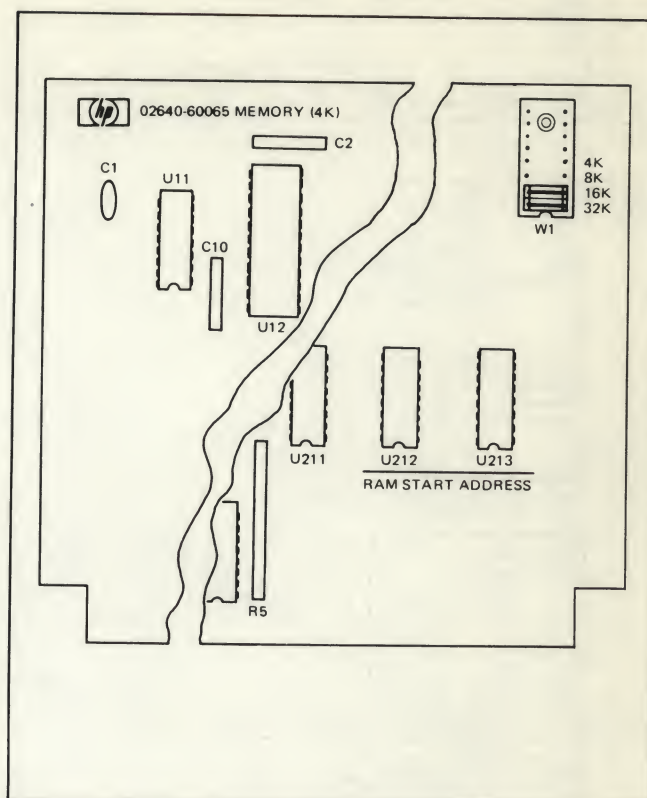 hp 02640-60065 MEMORY (4K)
C2
C1
U11
4K
8K
16K
32K
W1
C10
U12
U211
U212
U213
RAM START ADDRESS
R5